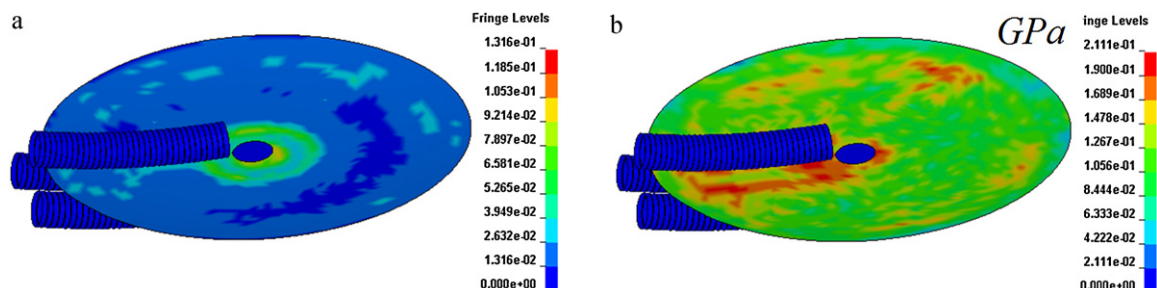 a
Fringe Levels
1.316e-01
1.185e-01
1.053e-01
9.214e-02
7.897e-02
6.581e-02
5.265e-02
3.949e-02
2.632e-02
1.316e-02
0.000e+00
b
GPa
inge Levels
2.111e-01
1.900e-01
1.689e-01
1.478e-01
1.267e-01
1.056e-01
8.444e-02
6.333e-02
4.222e-02
2.111e-02
0.000e+00